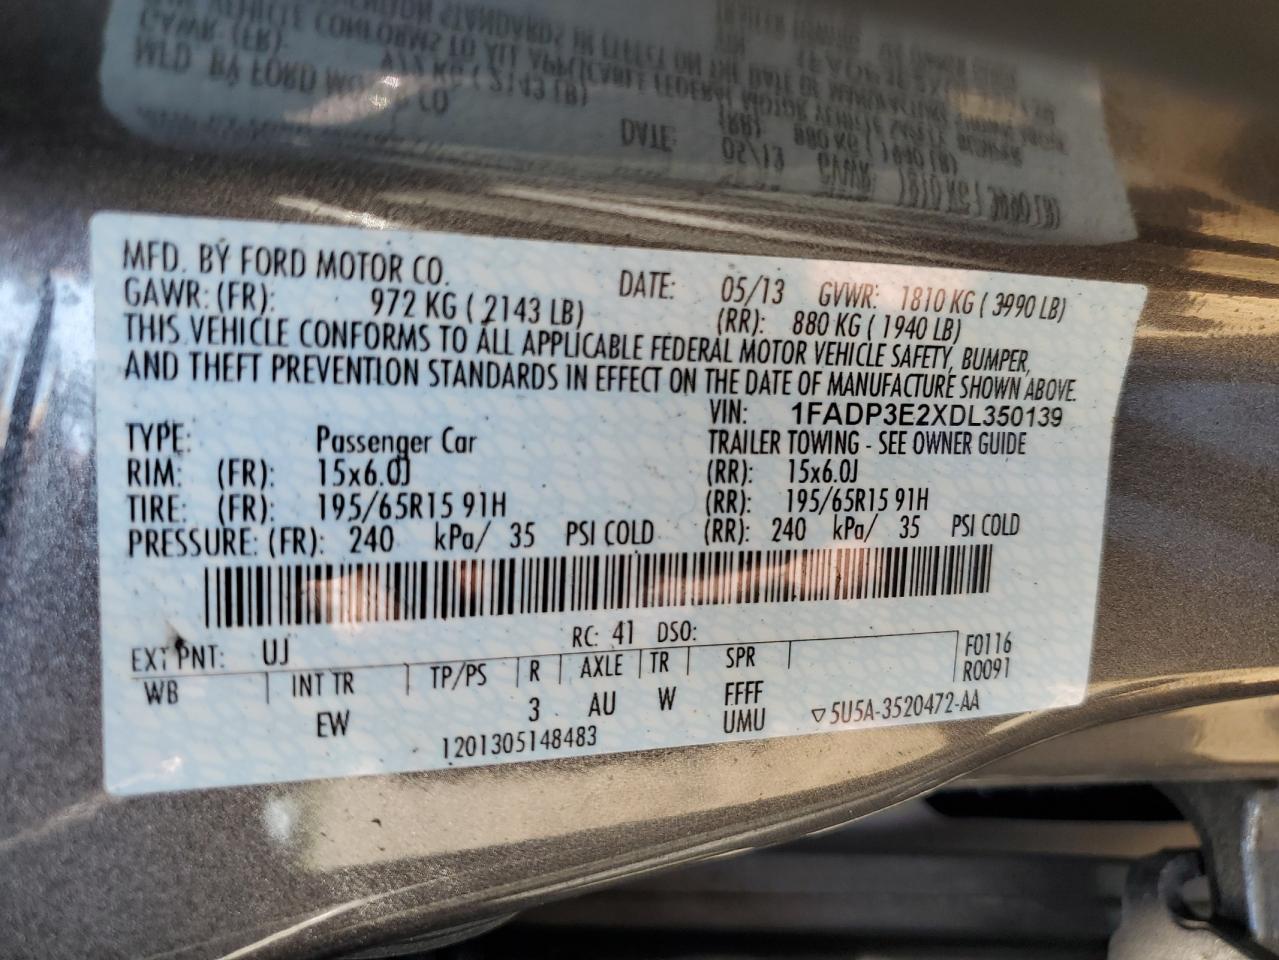 MFD. BY FORD MOTOR CO. DATE: 05/13 GVWR: 1810 KG ( 3990 LB)
GAWR: (FR): 972 KG ( 2143 LB) (RR): 880 KG ( 1940 LB)
THIS VEHICLE CONFORMS TO ALL APPLICABLE FEDERAL MOTOR VEHICLE SAFETY, BUMPER,
AND THEFT PREVENTION STANDARDS IN EFFECT ON THE DATE OF MANUFACTURE SHOWN ABOVE.
VIN: 1FADP3E2XDL350139
TYPE: Passenger Car TRAILER TOWING - SEE OWNER GUIDE
RIM: (FR): 15x6.0J (RR): 15x6.0J
TIRE: (FR): 195/65R15 91H (RR): 195/65R15 91H
PRESSURE: (FR): 240 kPa/ 35 PSI COLD (RR): 240 kPa/ 35 PSI COLD
EXT PNT: UJ RC: 41 DSO: F0116
WB INT TR TP/PS R AXLE TR SPR R0091
EW 3 AU W FFFF
UMU ▽5U5A-3520472-AA
1201305148483